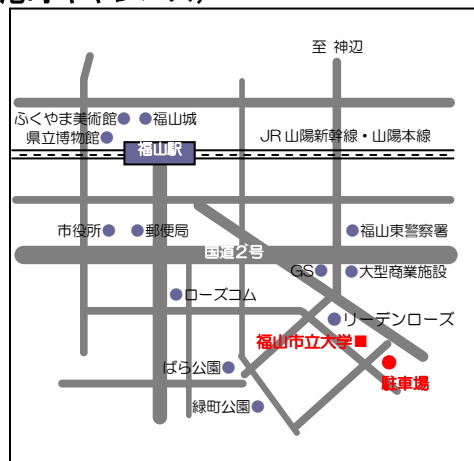 至 神辺
ふくやま美術館 福山城
県立博物館
JR山陽新幹線・山陽本線
福山駅
市役所 郵便局
福山東警察署
国道2号
GS 大型商業施設
ローズコム
リーデンローズ
福山市立大学
ばら公園
駐車場
緑町公園